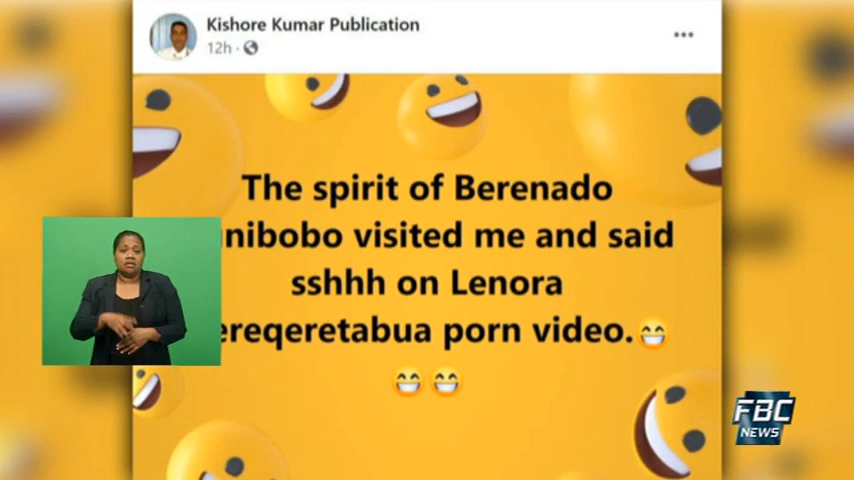 Kishore Kumar Publication
12h ·
The spirit of Berenado
visited me and said
sshhh on Lenora
porn video.
FBC
NEWS